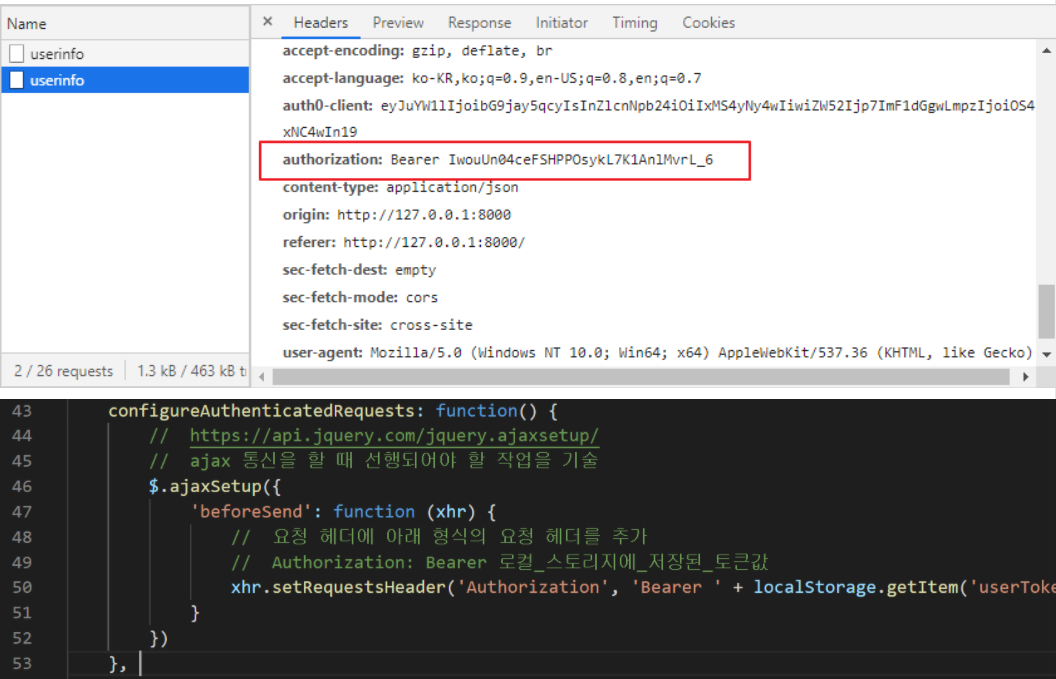 Name
× Headers Preview Response Initiator Timing Cookies
userinfo
userinfo
accept-encoding: gzip, deflate, br
accept-language: ko-KR,ko;q=0.9,en-US;q=0.8,en;q=0.7
auth0-client: eyJuYW1lIjoibG9jay5qcyIsInZlcnNpb24iOiIxMS4yNy4wIiwiZW52Ijp7ImF1dGgwLmpzIjoiOS4
xNC4wIn19
authorization: Bearer IwouUn04ceFSHPPOsykL7K1AnlMvrL_6
content-type: application/json
origin: http://127.0.0.1:8000
referer: http://127.0.0.1:8000/
sec-fetch-dest: empty
sec-fetch-mode: cors
sec-fetch-site: cross-site
user-agent: Mozilla/5.0 (Windows NT 10.0; Win64; x64) AppleWebKit/537.36 (KHTML, like Gecko)
2 / 26 requests 1.3 kB / 463 kB
43 configureAuthenticatedRequests: function() {
44 // https://api.jquery.com/jquery.ajaxsetup/
45 // ajax 통신을 할 때 선행되어야 할 작업을 기술
46 $.ajaxSetup({
47 'beforeSend': function (xhr) {
48 // 요청 헤더에 아래 형식의 요청 헤더를 추가
49 // Authorization: Bearer 로컬_스토리지에_저장된_토큰값
50 xhr.setRequestsHeader('Authorization', 'Bearer ' + localStorage.getItem('userToke
51 }
52 })
53 },